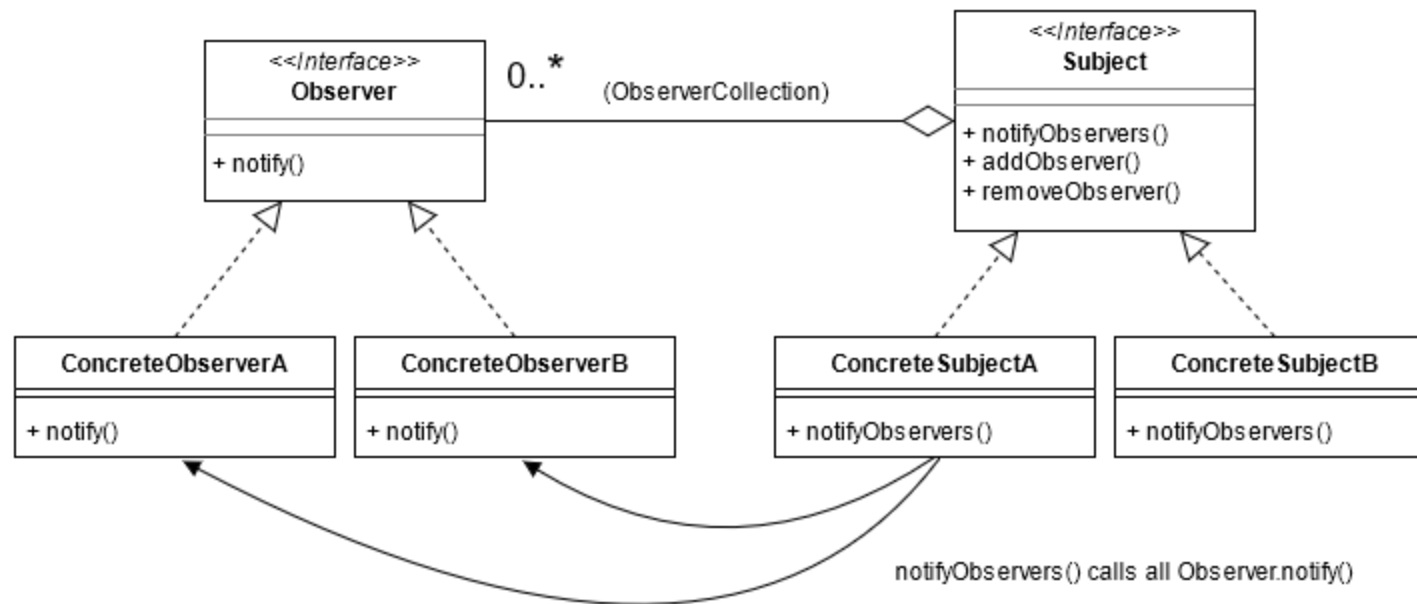 <<Interface>>
Observer
+ notify()
0..*
(ObserverCollection)
<<Interface>>
Subject
+ notifyObservers()
+ addObserver()
+ removeObserver()
ConcreteObserverA
+ notify()
ConcreteObserverB
+ notify()
ConcreteSubjectA
+ notifyObservers()
ConcreteSubjectB
+ notifyObservers()
notifyObservers() calls all Observer.notify()